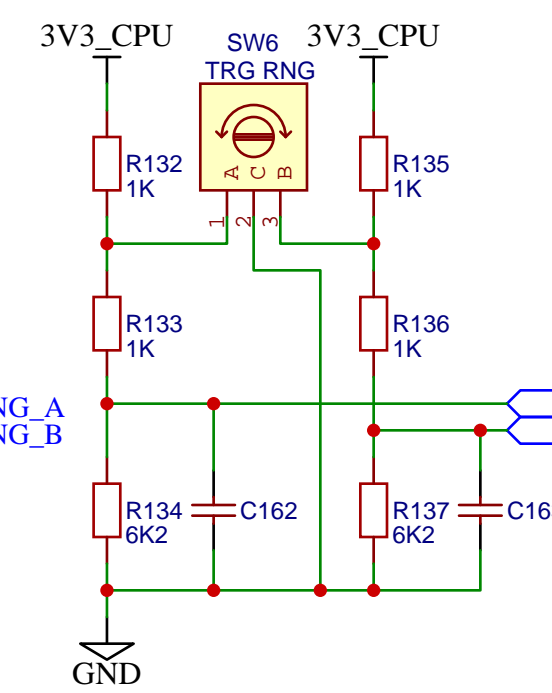 3V3_CPU
SW6
3V3_CPU
TRG RNG
A
C
B
1
2
3
R132
1K
R135
1K
R133
1K
R136
1K
NG_A
NG_B
R134
6K2
C162
R137
6K2
C16
GND